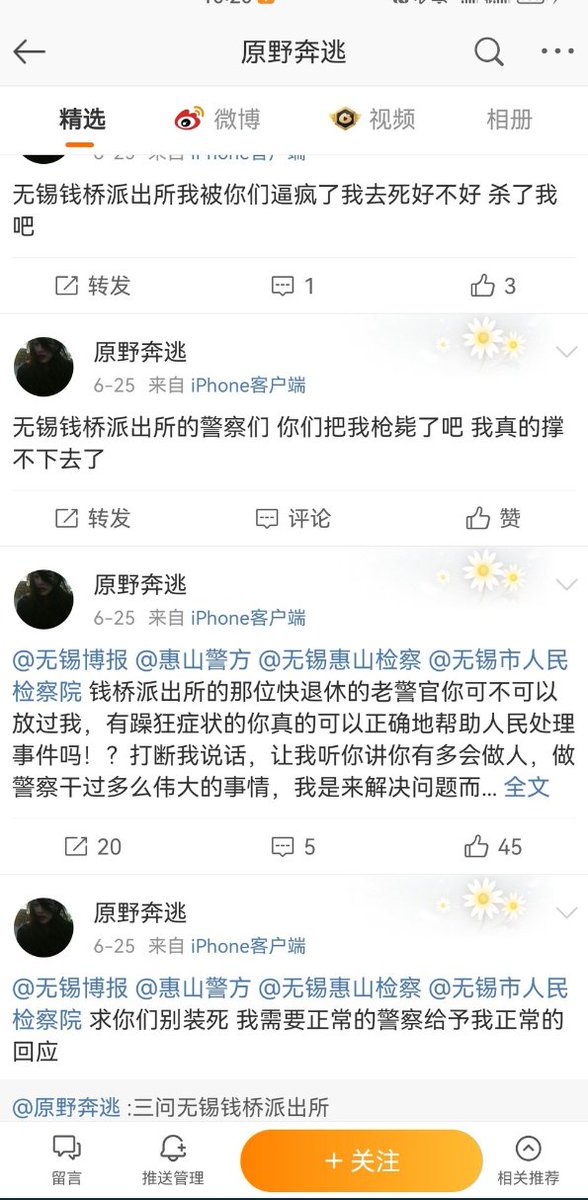 原野奔逃
精选
微博
视频
相册
无锡钱桥派出所我被你们逼疯了我去死好不好 杀了我
吧
转发
1
3
原野奔逃
6-25 来自 iPhone客户端
无锡钱桥派出所的警察们 你们把我枪毙了吧 我真的撑
不下去了
转发
评论
赞
原野奔逃
6-25 来自 iPhone客户端
@无锡博报 @惠山警方 @无锡惠山检察 @无锡市人民
检察院 钱桥派出所的那位快退休的老警官你可不可以
放过我，有躁狂症状的你真的可以正确地帮助人民处理
事件吗！？打断我说话，让我听你讲你有多会做人，做
警察干过多么伟大的事情，我是来解决问题而... 全文
20
5
45
原野奔逃
6-25 来自 iPhone客户端
@无锡博报 @惠山警方 @无锡惠山检察 @无锡市人民
检察院 求你们别装死 我需要正常的警察给予我正常的
回应
@原野奔逃 :三问无锡钱桥派出所
留言
推送管理
+ 关注
相关推荐